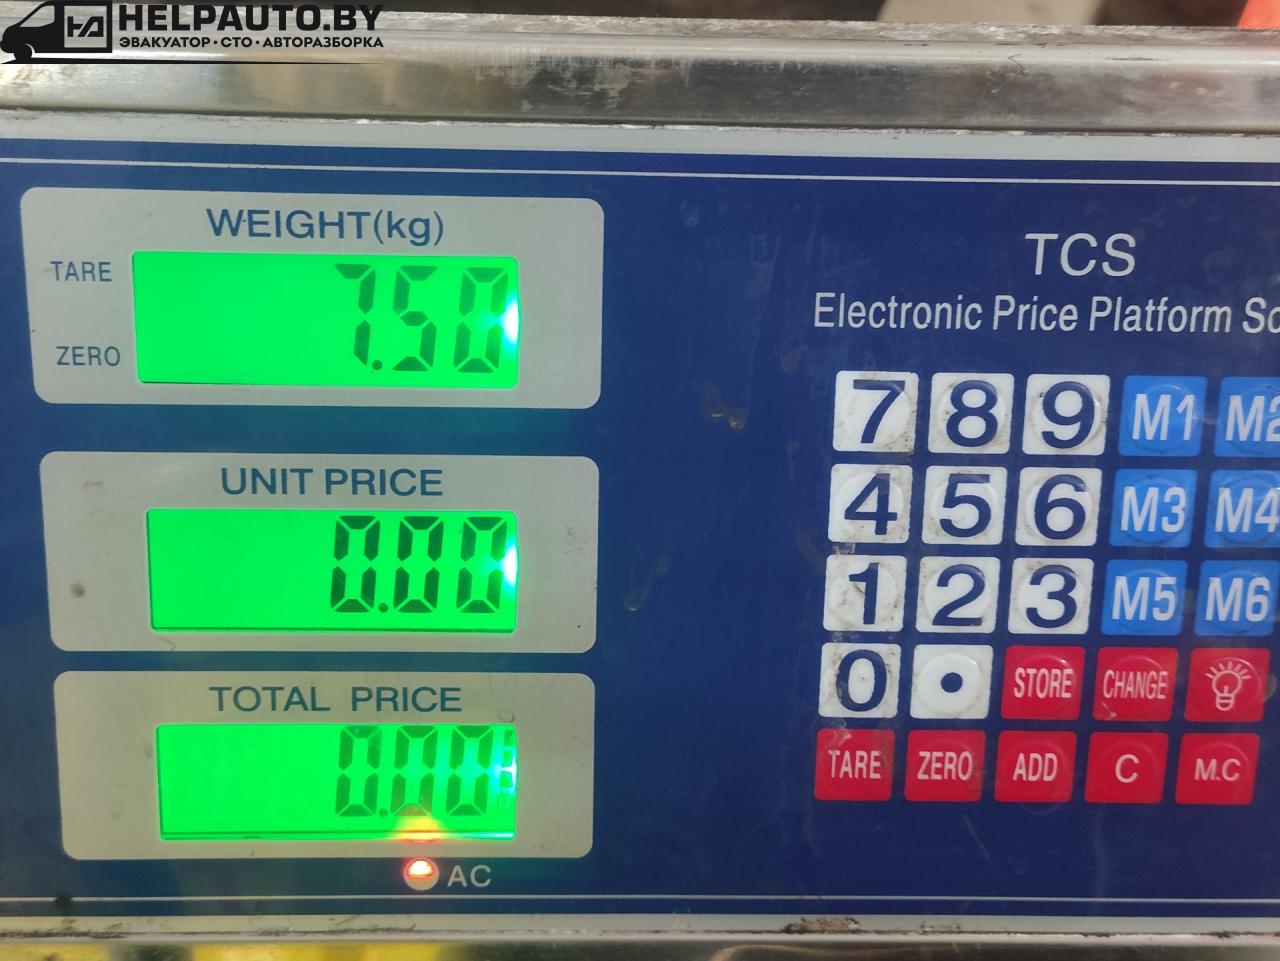 HELPAUTO.BY
ЭВАКУАТОР·СТО·АВТОРАЗБОРКА
WEIGHT(kg)
TARE
7.50
ZERO
UNIT PRICE
0.00
TOTAL PRICE
0.00
AC
TCS
Electronic Price Platform
7 8 9 M1 M2
4 5 6 M3 M4
1 2 3 M5 M6
0 • STORE CHANGE
TARE ZERO ADD C M.C